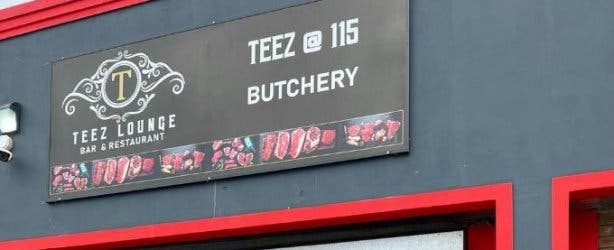 T
TEEZ LOUNGE
BAR & RESTAURANT
TEEZ @ 115
BUTCHERY